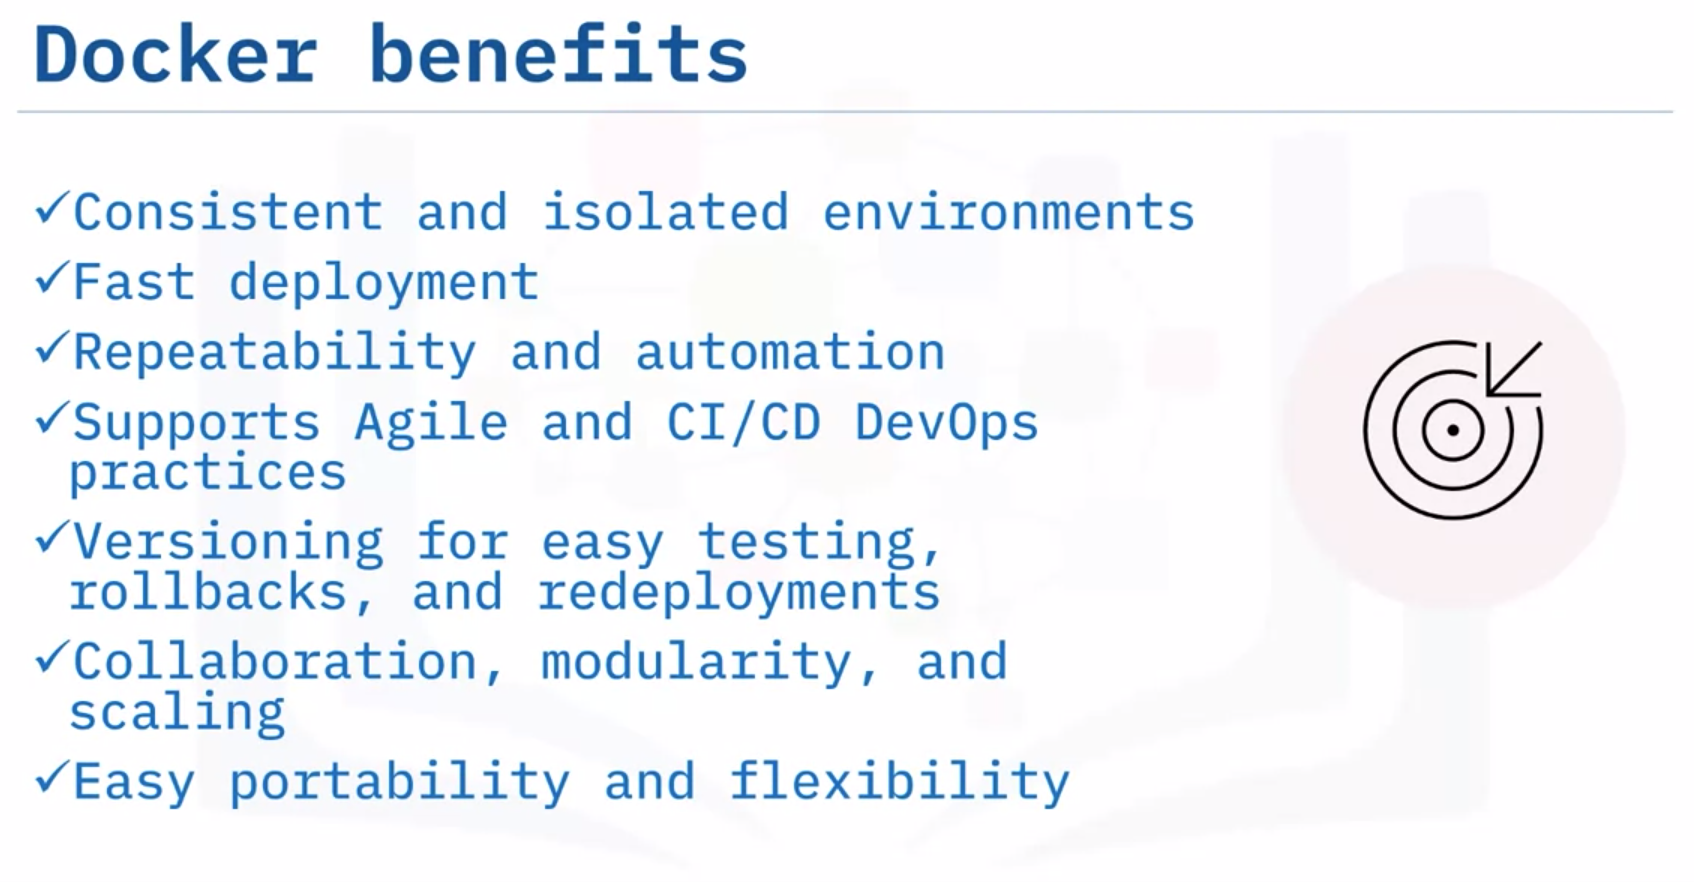 Docker benefits
✓Consistent and isolated environments
✓Fast deployment
✓Repeatability and automation
✓Supports Agile and CI/CD DevOps
practices
✓Versioning for easy testing,
rollbacks, and redeployments
✓Collaboration, modularity, and
scaling
✓Easy portability and flexibility